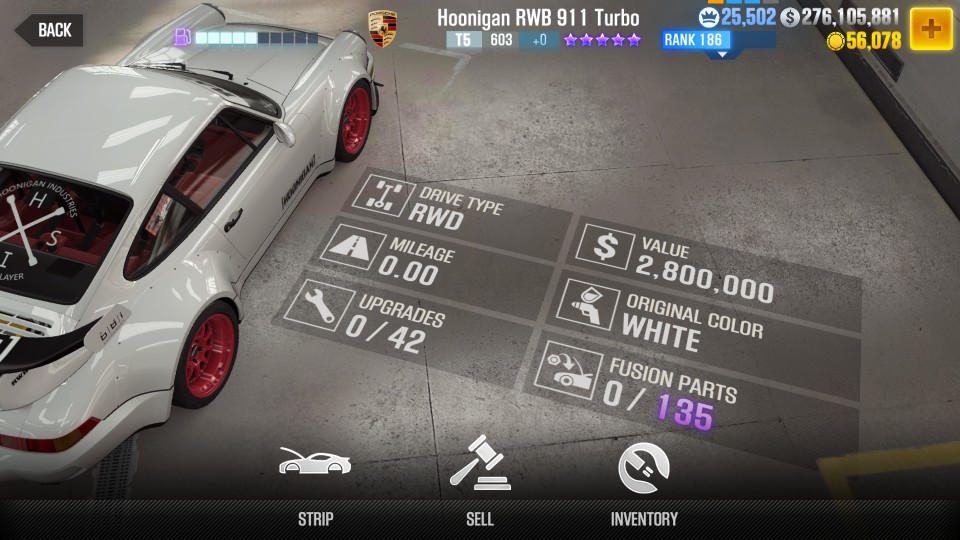 BACK
Hoonigan RWB 911 Turbo
T5 603 +0
RANK 186
25,502
276,105,881
56,078
HOONIGAN INDUSTRIES
H
S
I
HOONIGAN
DRIVE TYPE
RWD
MILEAGE
0.00
UPGRADES
0 / 42
VALUE
2,800,000
ORIGINAL COLOR
WHITE
FUSION PARTS
0 / 135
STRIP
SELL
INVENTORY